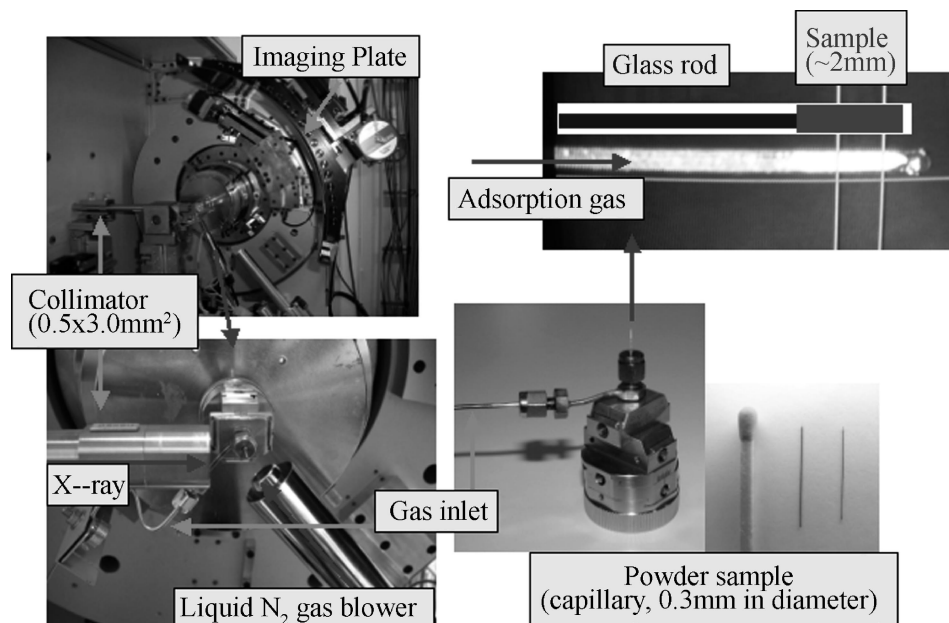 Imaging Plate
Glass rod
Sample
(~2mm)
Adsorption gas
Collimator
(0.5x3.0mm²)
X--ray
Gas inlet
Liquid N₂ gas blower
Powder sample
(capillary, 0.3mm in diameter)